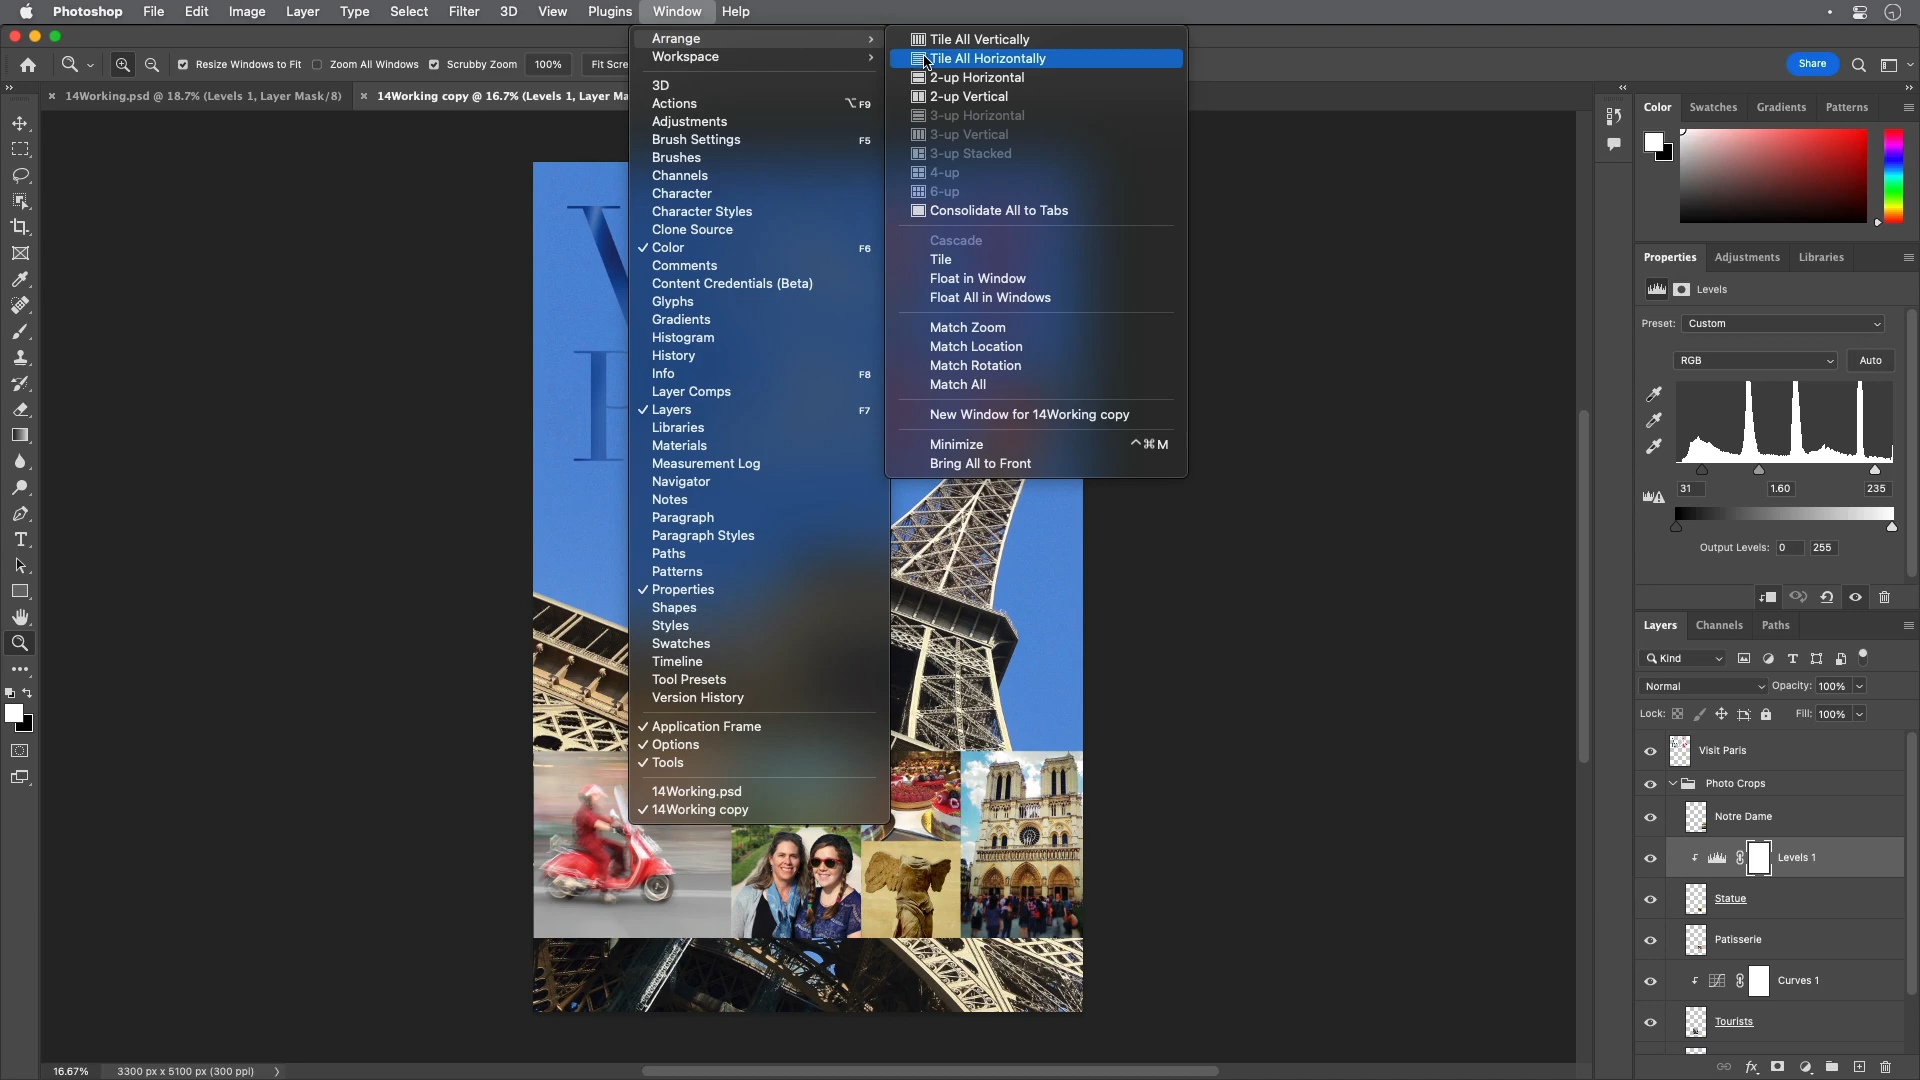 Photoshop File Edit Image Layer Type Select Filter 3D View Plugins Window Help
Resize Windows to Fit Zoom All Windows Scrubby Zoom 100% Fit Scre Share
14Working.psd @ 18.7% (Levels 1, Layer Mask/8) 14Working copy @ 16.7% (Levels 1, Layer Ma
Arrange
Workspace
3D
Actions ⌥F9
Adjustments
Brush Settings F5
Brushes
Channels
Character
Character Styles
Clone Source
✓ Color F6
Comments
Content Credentials (Beta)
Glyphs
Gradients
Histogram
History
Info F8
Layer Comps
✓ Layers F7
Libraries
Materials
Measurement Log
Navigator
Notes
Paragraph
Paragraph Styles
Paths
Patterns
✓ Properties
Shapes
Styles
Swatches
Timeline
Tool Presets
Version History
✓ Application Frame
✓ Options
✓ Tools
14Working.psd
✓ 14Working copy
Tile All Vertically
Tile All Horizontally
2-up Horizontal
2-up Vertical
3-up Horizontal
3-up Vertical
3-up Stacked
4-up
6-up
Consolidate All to Tabs
Cascade
Tile
Float in Window
Float All in Windows
Match Zoom
Match Location
Match Rotation
Match All
New Window for 14Working copy
Minimize ^⌘M
Bring All to Front
Color Swatches Gradients Patterns
Properties Adjustments Libraries
Levels
Preset: Custom
RGB Auto
31 1.60 235
Output Levels: 0 255
Layers Channels Paths
Kind
Normal Opacity: 100%
Lock: Fill: 100%
Visit Paris
Photo Crops
Notre Dame
Levels 1
Statue
Patisserie
Curves 1
Tourists
16.67% 3300 px x 5100 px (300 ppi)